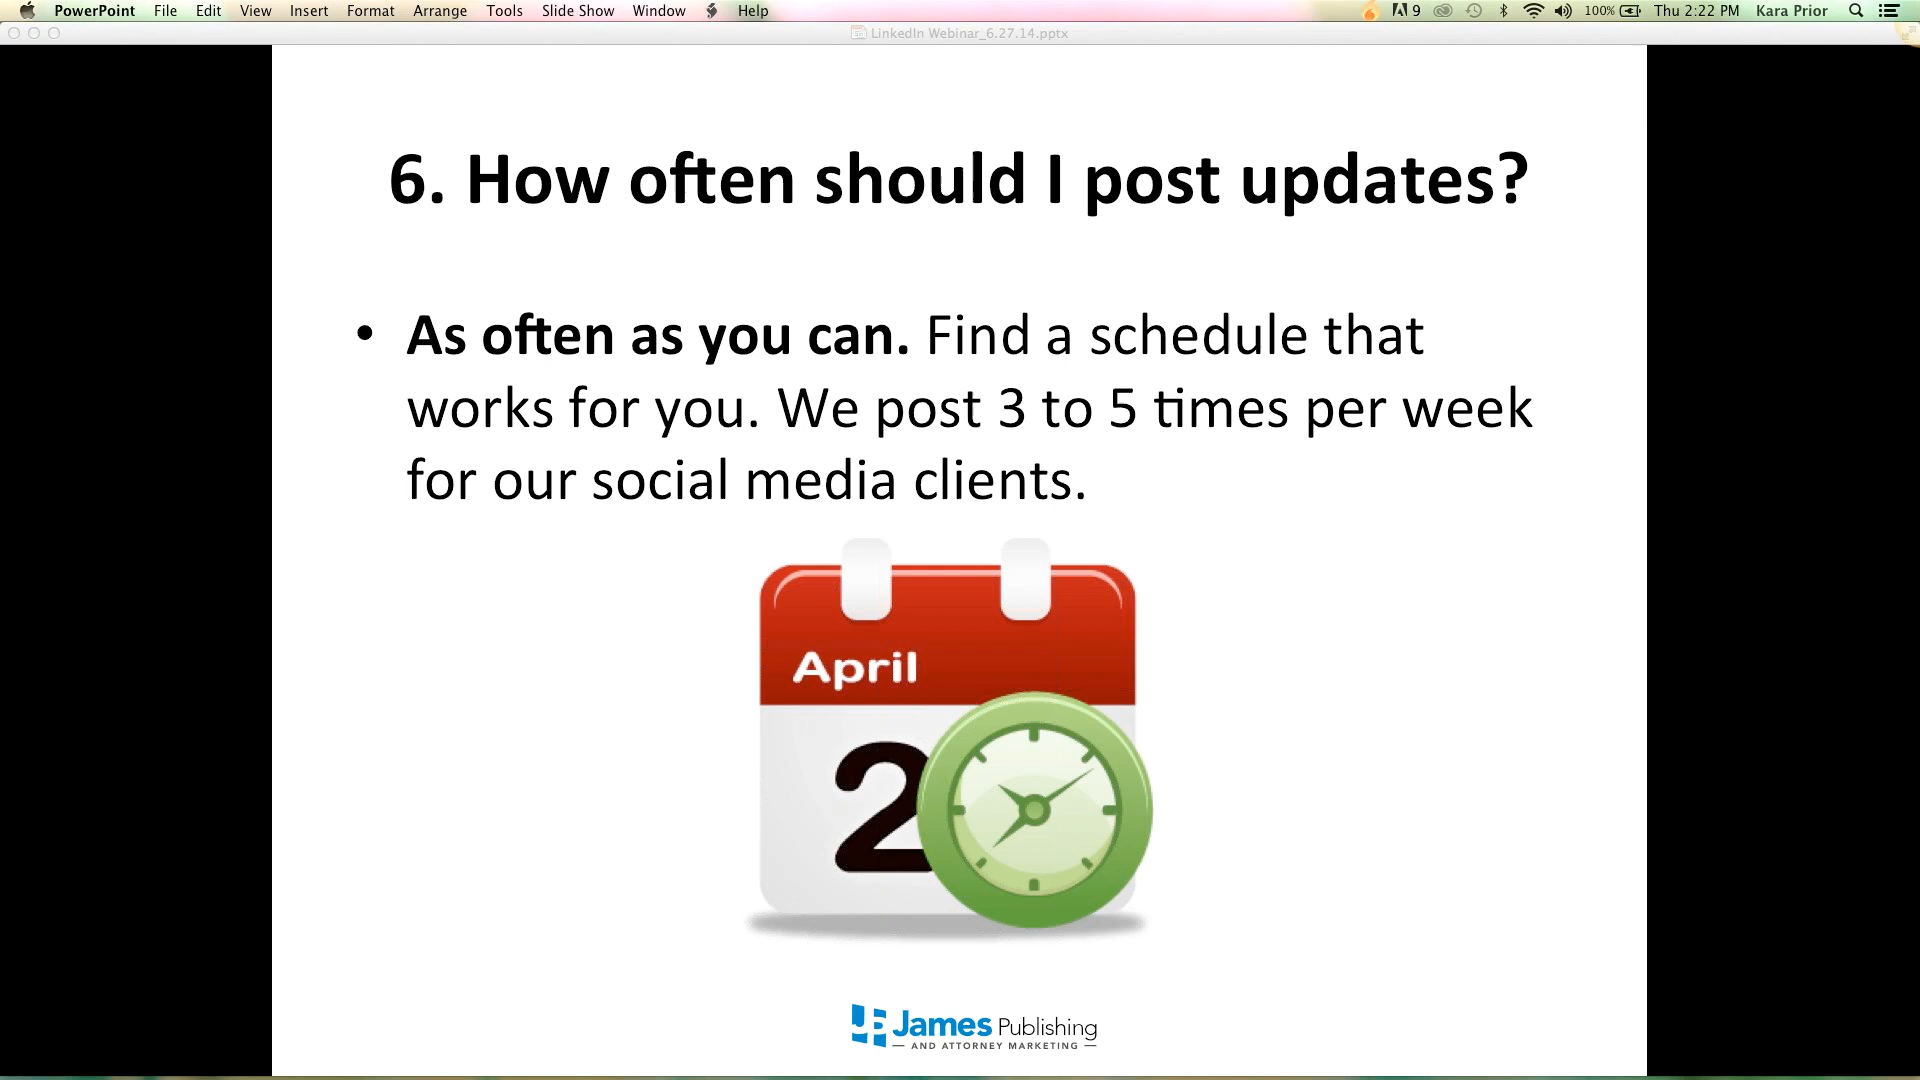 PowerPoint File Edit View Insert Format Arrange Tools Slide Show Window Help 9 100% Thu 2:22 PM Kara Prior
LinkedIn Webinar_6.27.14.pptx
6. How often should I post updates?
• As often as you can. Find a schedule that
works for you. We post 3 to 5 times per week
for our social media clients.
April
2
James Publishing
— AND ATTORNEY MARKETING —